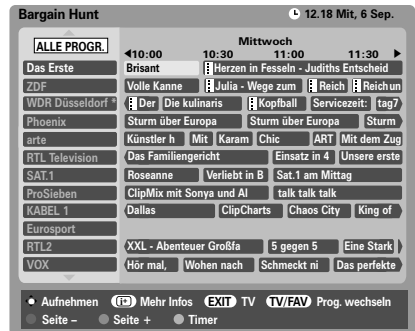 Bargain Hunt 12.18 Mit, 6 Sep.
ALLE PROGR. Mittwoch
10:00 10:30 11:00 11:30
Das Erste Brisant Herzen in Fesseln - Judiths Entscheid
ZDF Volle Kanne Julia - Wege zum Reich Reichun
WDR Düsseldorf * Der Die kulinaris Kopfball Servicezeit: tag7
Phoenix Sturm über Europa Sturm über Europa Sturm
arte Künstler h Mit Karam Chic ART Mit dem Zug
RTL Television Das Familiengericht Einsatz in 4 Unsere erste
SAT.1 Roseanne Verliebt in B Sat.1 am Mittag
ProSieben ClipMix mit Sonya und Al talk talk talk
KABEL 1 Dallas ClipCharts Chaos City King of
Eurosport
RTL2 XXL - Abenteuer Großfa 5 gegen 5 Eine Stark
VOX Hör mal, Wohen nach Schmeckt ni Das perfekte
Aufnehmen i Mehr Infos EXIT TV TV/FAV Prog. wechseln
Seite – Seite + Timer